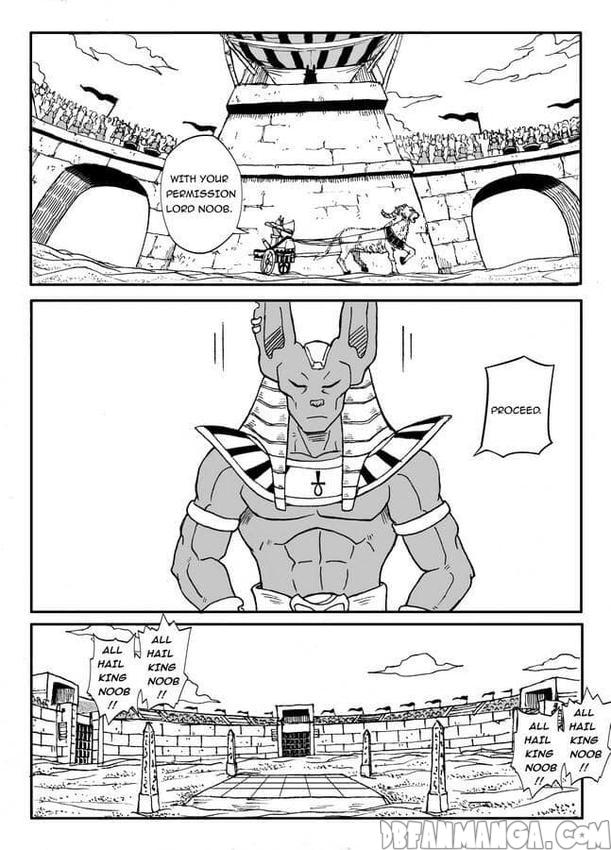 WITH YOUR
PERMISSION
LORD NOOB.
PROCEED.
ALL
HAIL
KING
NOOB
!!
ALL
HAIL
KING
NOOB
!!
ALL
HAIL
KING
NOOB
!!
ALL
HAIL
KING
NOOB
!!
DBFANMANGA.COM